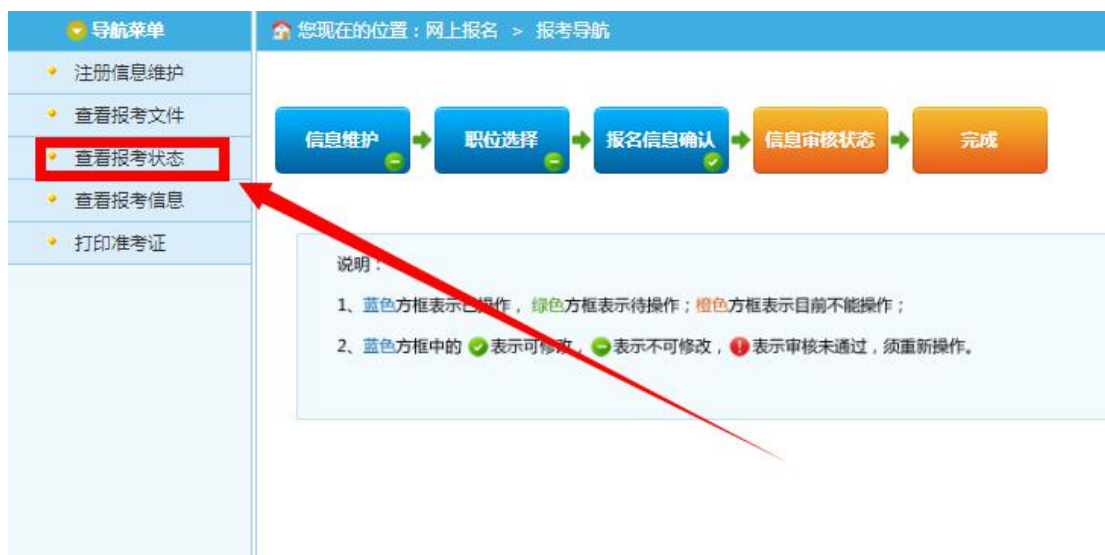 导航菜单
您现在的位置：网上报名 > 报考导航
注册信息维护
查看报考文件
查看报考状态
查看报考信息
打印准考证
信息维护
职位选择
报名信息确认
信息审核状态
完成
说明：
1、蓝色方框表示已操作，绿色方框表示待操作；橙色方框表示目前不能操作；
2、蓝色方框中的 表示可修改， 表示不可修改， 表示审核未通过，须重新操作。